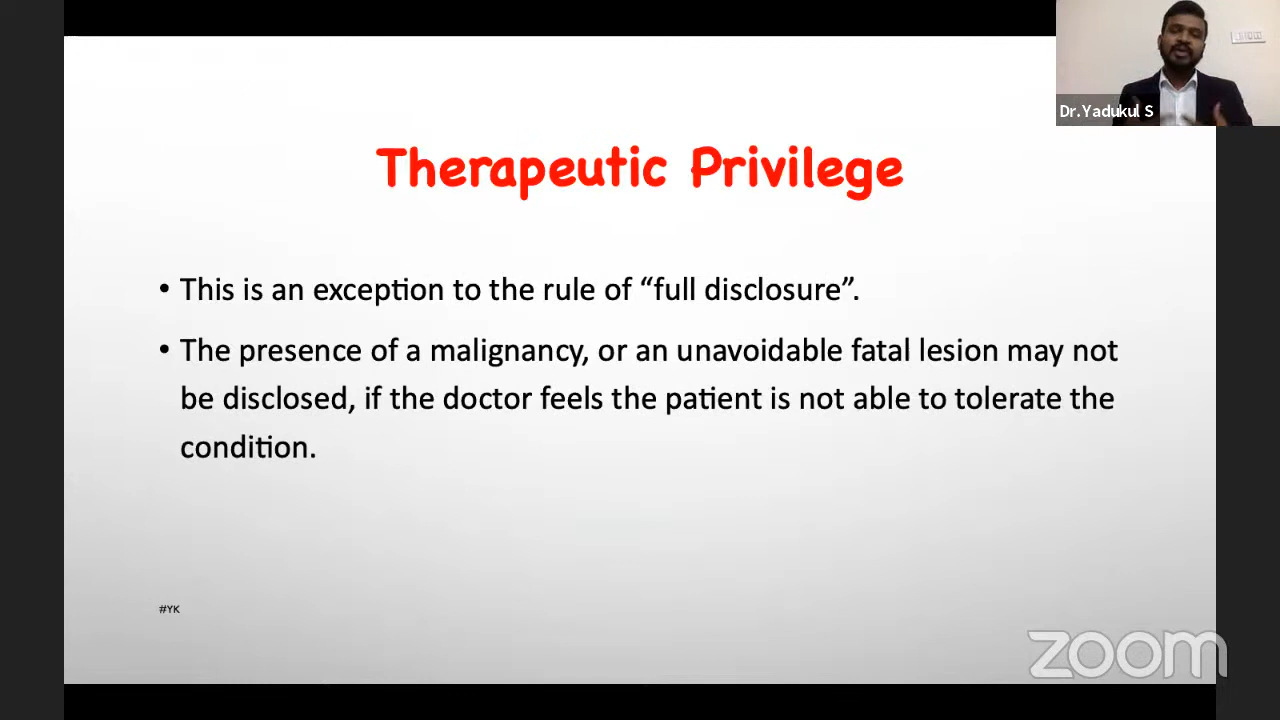 Dr.Yadukul S
Therapeutic Privilege
• This is an exception to the rule of “full disclosure”.
• The presence of a malignancy, or an unavoidable fatal lesion may not
be disclosed, if the doctor feels the patient is not able to tolerate the
condition.
#YK
zoom